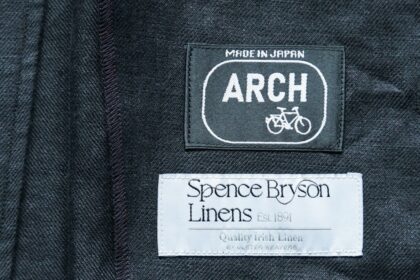 MADE IN JAPAN
ARCH
Spence Bryson
Linens Est 1891
Quality Irish Linen